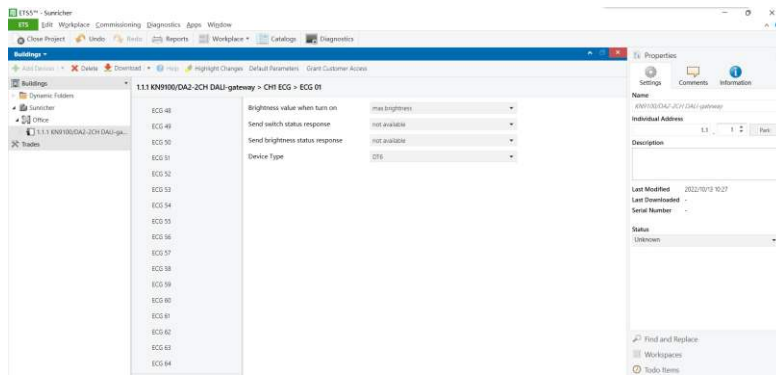 ETS5™ - Sunricher
ETS Edit Workplace Commissioning Diagnostics Apps Window
Close Project Undo Redo Reports Workplace Catalogs Diagnostics
Buildings
Add Devices Delete Download Help Highlight Changes Default Parameters Grant Customer Access
Buildings
Dynamic Folders
Sunricher
Office
1.1.1 KN9100/DA2-2CH DALI-ga...
Trades
1.1.1 KN9100/DA2-2CH DALI-gateway > CH1 ECG > ECG 01
ECG 48
ECG 49
ECG 50
ECG 51
ECG 52
ECG 53
ECG 54
ECG 55
ECG 56
ECG 57
ECG 58
ECG 59
ECG 60
ECG 61
ECG 62
ECG 63
ECG 64
Brightness value when turn on max.brightness
Send switch status response not available
Send brightness status response not available
Device Type DT6
Properties
Settings Comments Information
Name
KN9100/DA2-2CH DALI-gateway
Individual Address
1.1 . 1 Park
Description
Last Modified 2022/10/13 10:27
Last Downloaded -
Serial Number -
Status
Unknown
Find and Replace
Workspaces
Todo Items